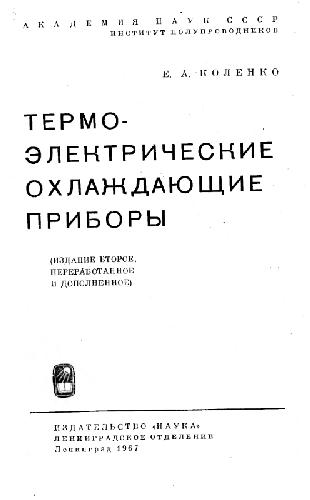 АКАДЕМИЯ НАУК СССР
ИНСТИТУТ ПОЛУПРОВОДНИКОВ
Е. А. КОЛЕНКО
ТЕРМО-
ЭЛЕКТРИЧЕСКИЕ
ОХЛАЖДАЮЩИЕ
ПРИБОРЫ
(ИЗДАНИЕ ВТОРОЕ,
ПЕРЕРАБОТАННОЕ
И ДОПОЛНЕННОЕ)
ИЗДАТЕЛЬСТВО «НАУКА»
ЛЕНИНГРАДСКОЕ ОТДЕЛЕНИЕ
Ленинград 1967